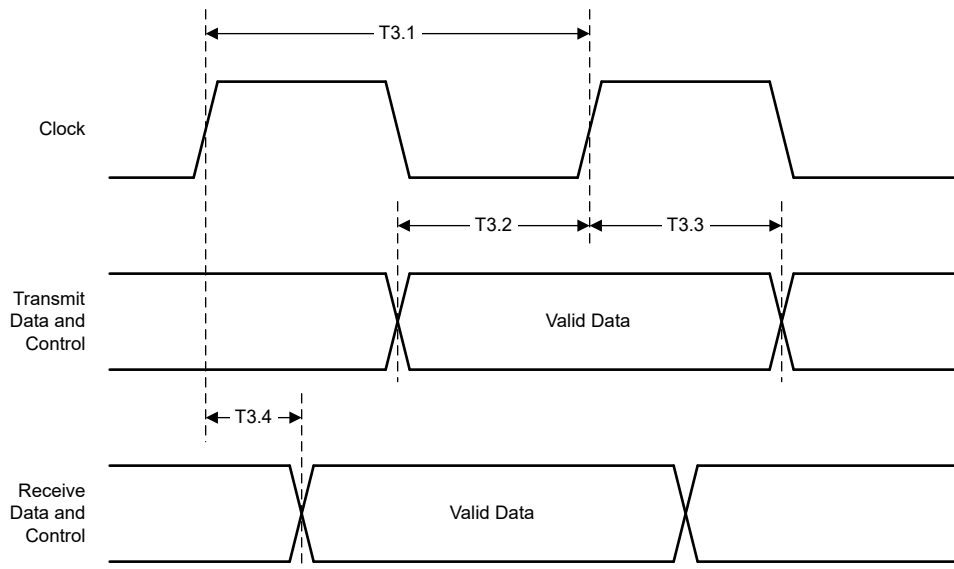 T3.1
Clock
T3.2
T3.3
Transmit
Data and
Control
Valid Data
T3.4
Receive
Data and
Control
Valid Data